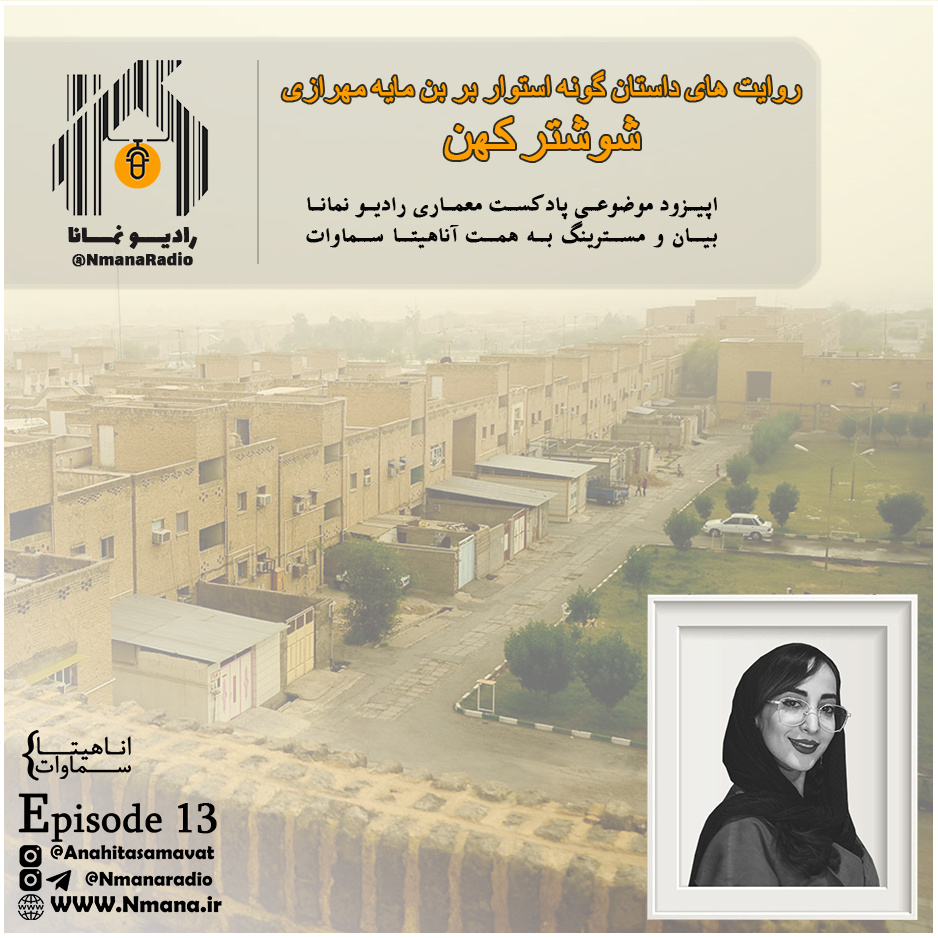 روایت های داستان گونه استوار بر بن مایه مهرازی
شوشتر کهن
اپیزود موضوعی پادکست معماری رادیو نمانا
بیان و مسترینگ به همت آناهیتا سماوات
رادیو نمانا
@NmanaRadio
اناهیتا
سماوات}
Episode 13
@Anahitasamavat
@Nmanaradio
WWW.Nmana.ir